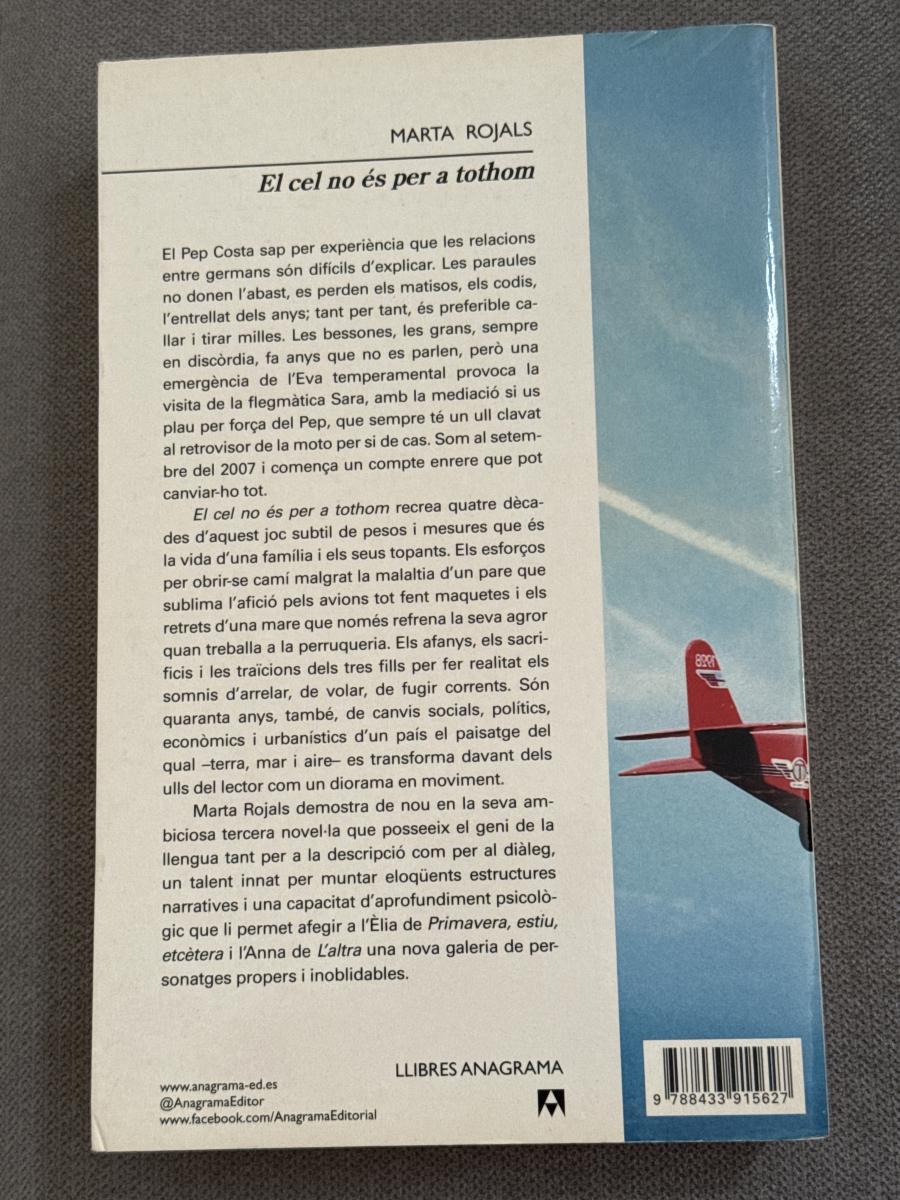 MARTA ROJALS
El cel no és per a tothom
El Pep Costa sap per experiència que les relacions
entre germans són difícils d'explicar. Les paraules
no donen l'abast, es perden els matisos, els codis,
l'entrellat dels anys; tant per tant, és preferible ca-
llar i tirar milles. Les bessones, les grans, sempre
en discòrdia, fa anys que no es parlen, però una
emergència de l'Eva temperamental provoca la
visita de la flegmàtica Sara, amb la mediació si us
plau per força del Pep, que sempre té un ull clavat
al retrovisor de la moto per si de cas. Som al setem-
bre del 2007 i comença un compte enrere que pot
canviar-ho tot.
El cel no és per a tothom recrea quatre dèca-
des d'aquest joc subtil de pesos i mesures que és
la vida d'una família i els seus topants. Els esforços
per obrir-se camí malgrat la malaltia d'un pare que
sublima l'afició pels avions tot fent maquetes i els
retrets d'una mare que només refrena la seva agror
quan treballa a la perruqueria. Els afanys, els sacri-
ficis i les traïcions dels tres fills per fer realitat els
somnis d'arrelar, de volar, de fugir corrents. Són
quaranta anys, també, de canvis socials, polítics,
econòmics i urbanístics d'un país el paisatge del
qual –terra, mar i aire– es transforma davant dels
ulls del lector com un diorama en moviment.
Marta Rojals demostra de nou en la seva am-
biciosa tercera novel·la que posseeix el geni de la
llengua tant per a la descripció com per al diàleg,
un talent innat per muntar eloqüents estructures
narratives i una capacitat d'aprofundiment psicolò-
gic que li permet afegir a l'Èlia de Primavera, estiu,
etcètera i l'Anna de L'altra una nova galeria de per-
sonatges propers i inoblidables.
LLIBRES ANAGRAMA
www.anagrama-ed.es
@AnagramaEditor
www.facebook.com/AnagramaEditorial
9 788433 915627